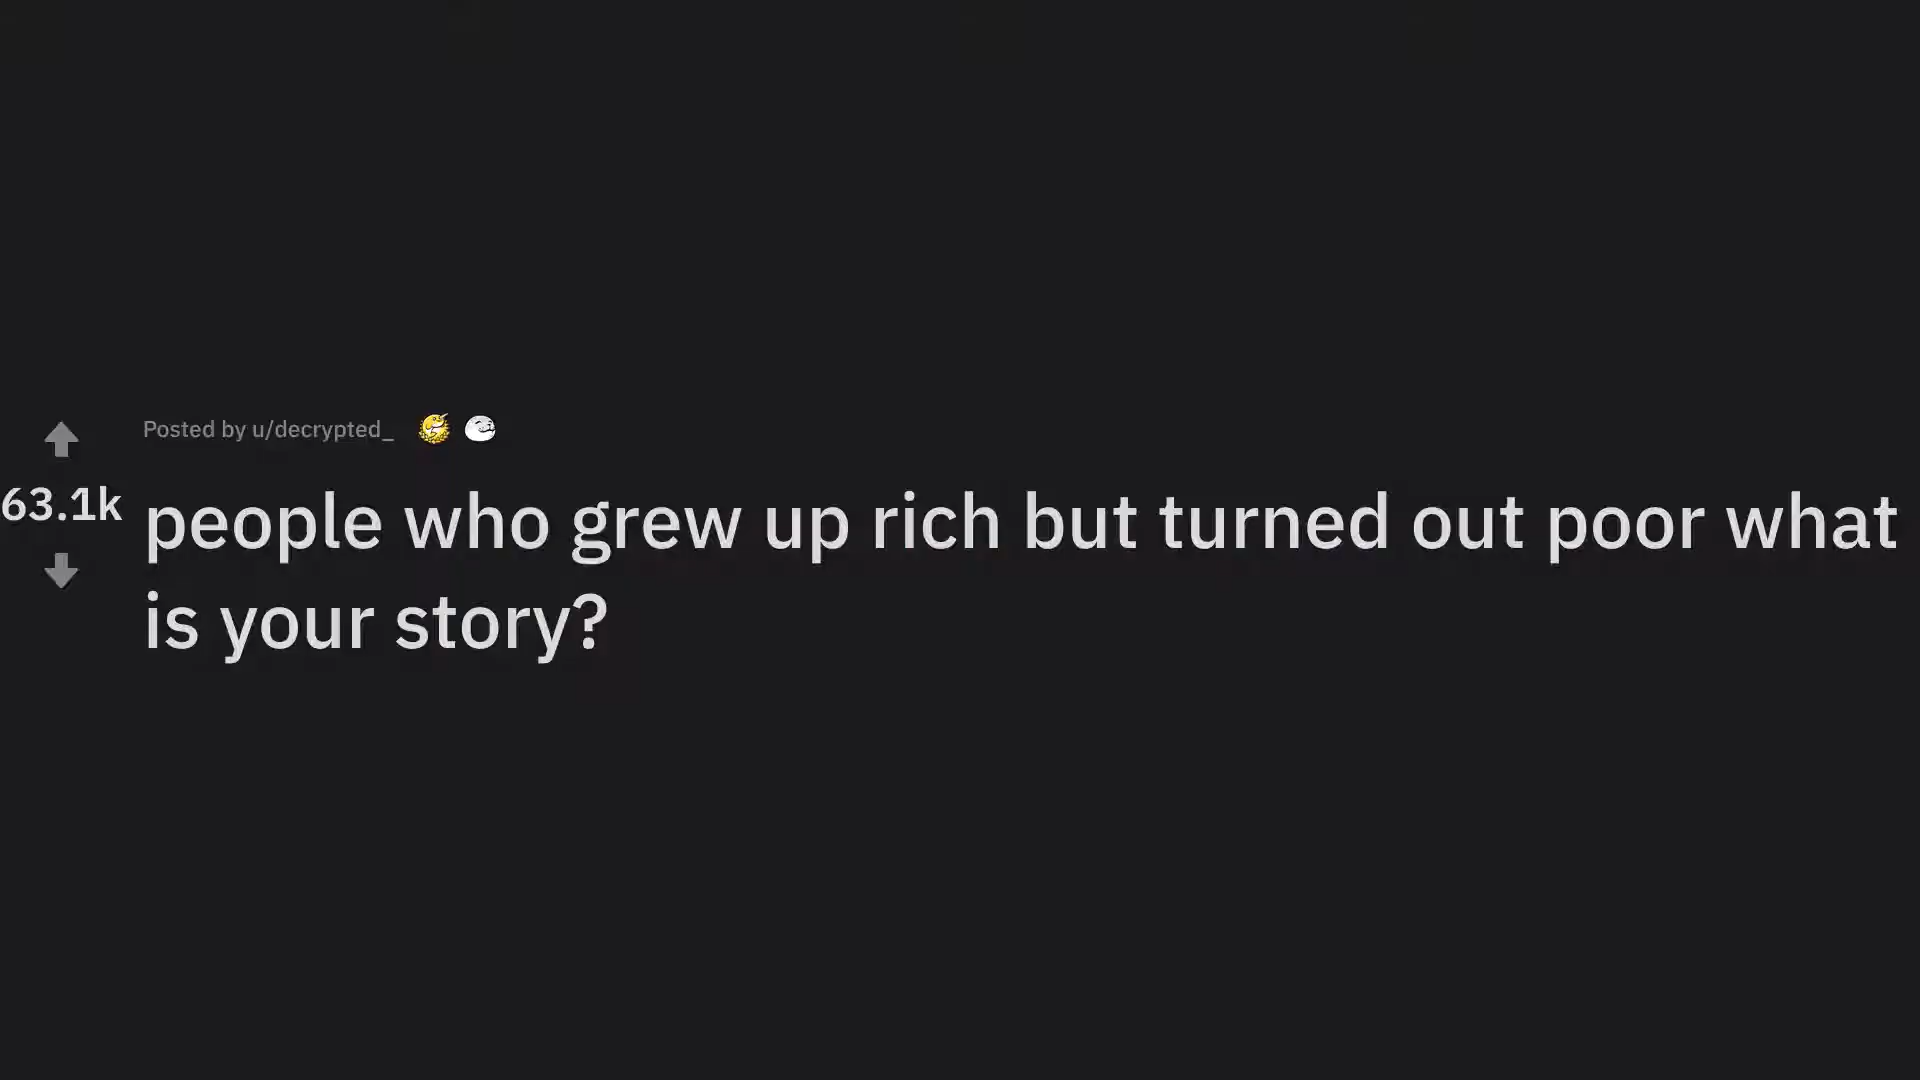 Posted by u/decrypted_
63.1k
people who grew up rich but turned out poor what
is your story?